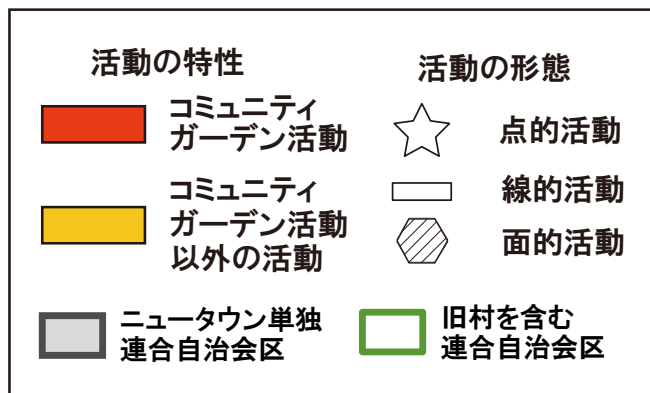 活動の特性
コミュニティ
ガーデン活動
コミュニティ
ガーデン活動
以外の活動
活動の形態
点的活動
線的活動
面的活動
ニュータウン単独
連合自治会区
旧村を含む
連合自治会区